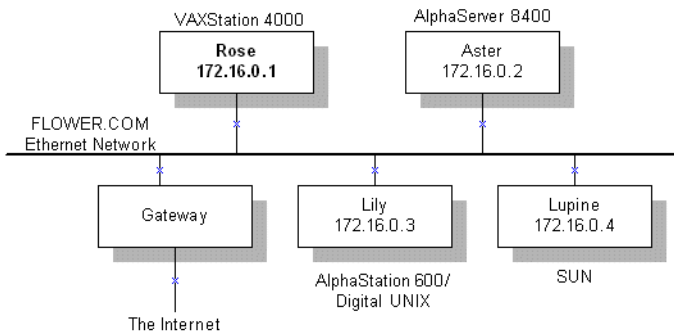 VAXStation 4000
Rose
172.16.0.1
AlphaServer 8400
Aster
172.16.0.2
FLOWER.COM
Ethernet Network
Gateway
The Internet
Lily
172.16.0.3
AlphaStation 600/
Digital UNIX
Lupine
172.16.0.4
SUN